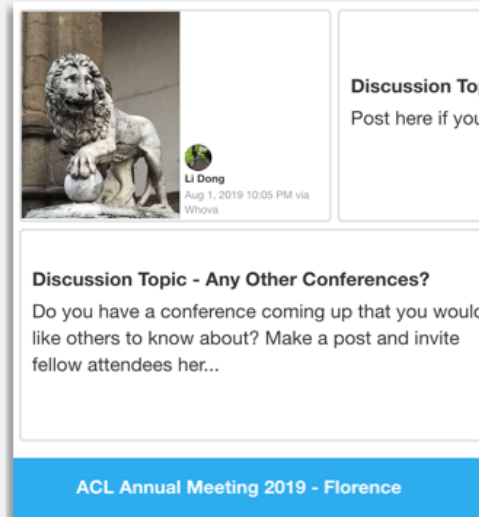 Li Dong
Aug 1, 2019 10:05 PM via
Whova
Discussion
Post here if you
Discussion Topic - Any Other Conferences?
Do you have a conference coming up that you would
like others to know about? Make a post and invite
fellow attendees her...
ACL Annual Meeting 2019 - Florence